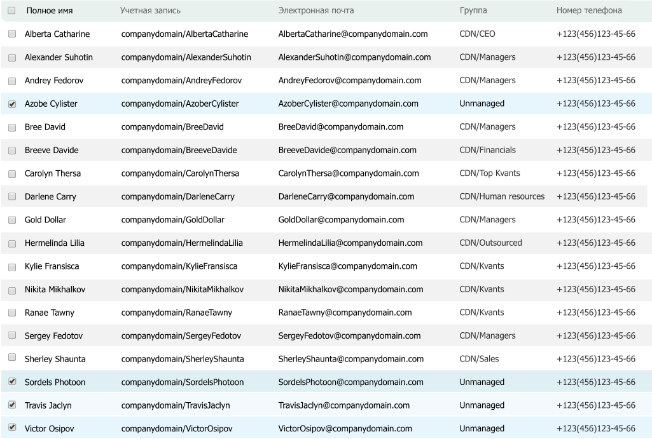 Полное имя Учетная запись Электронная почта Группа Номер телефона
Alberta Catharine companydomain/AlbertaCatharine AlbertaCatharine@companydomain.com CDN/CEO +123(456)123-45-66
Alexander Suhotin companydomain/AlexanderSuhotin AlexanderSuhotin@companydomain.com CDN/Managers +123(456)123-45-66
Andrey Fedorov companydomain/AndreyFedorov AndreyFedorov@companydomain.com CDN/Managers +123(456)123-45-66
Azobe Cylister companydomain/AzoberCylister AzoberCylister@companydomain.com Unmanaged +123(456)123-45-66
Bree David companydomain/BreeDavid BreeDavid@companydomain.com CDN/Managers +123(456)123-45-66
Breeve Davide companydomain/BreeveDavide BreeveDavide@companydomain.com CDN/Financials +123(456)123-45-66
Carolyn Thersa companydomain/CarolynThersa CarolynThersa@companydomain.com CDN/Top Kvants +123(456)123-45-66
Darlene Carry companydomain/DarleneCarry DarleneCarry@companydomain.com CDN/Human resources +123(456)123-45-66
Gold Dollar companydomain/GoldDollar GoldDollar@companydomain.com CDN/Managers +123(456)123-45-66
Hermelinda Lilia companydomain/HermelindaLilia HermelindaLilia@companydomain.com CDN/Outsourced +123(456)123-45-66
Kylie Fransisca companydomain/KylieFransisca KylieFransisca@companydomain.com CDN/Kvants +123(456)123-45-66
Nikita Mikhalkov companydomain/NikitaMikhalkov NikitaMikhalkov@companydomain.com CDN/Kvants +123(456)123-45-66
Ranae Tawny companydomain/RanaeTawny RanaeTawny@companydomain.com CDN/Kvants +123(456)123-45-66
Sergey Fedotov companydomain/SergeyFedotov SergeyFedotov@companydomain.com CDN/Managers +123(456)123-45-66
Sherley Shaunta companydomain/SherleyShaunta SherleyShaunta@companydomain.com CDN/Sales +123(456)123-45-66
Sordels Photoon companydomain/SordelsPhotoon SordelsPhotoon@companydomain.com Unmanaged +123(456)123-45-66
Travis Jaclyn companydomain/TravisJaclyn TravisJaclyn@companydomain.com Unmanaged +123(456)123-45-66
Victor Osipov companydomain/VictorOsipov VictorOsipov@companydomain.com Unmanaged +123(456)123-45-66